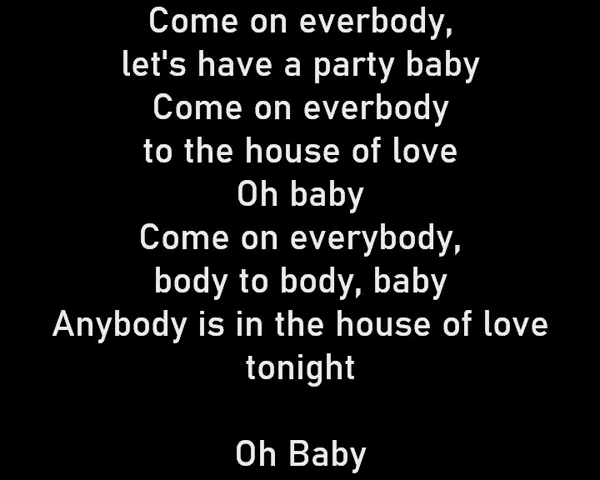 Come on everbody,
let's have a party baby
Come on everbody
to the house of love
Oh baby
Come on everybody,
body to body, baby
Anybody is in the house of love
tonight
Oh Baby